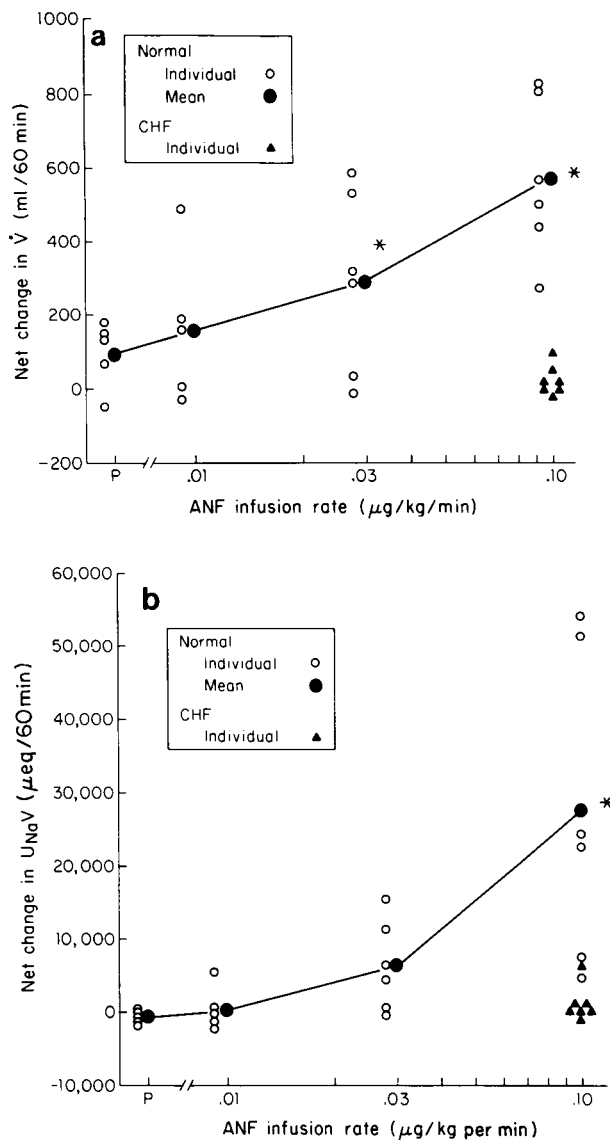 a
Normal
Individual
Mean
CHF
Individual
1000
800
600
400
200
0
-200
Net change in V̇ (ml/60 min)
*
*
P
.01
.03
.10
ANF infusion rate (µg/kg/min)
b
Normal
Individual
Mean
CHF
Individual
60,000
50,000
40,000
30,000
20,000
10,000
0
-10,000
Net change in UNaV (µeq/60min)
*
P
.01
.03
.10
ANF infusion rate (µg/kg per min)